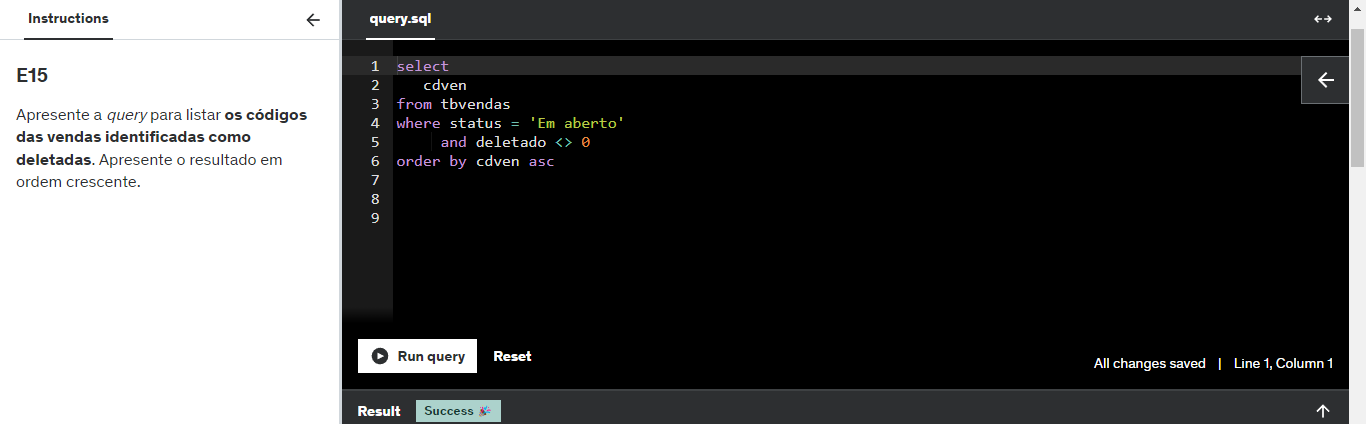 Instructions
E15
Apresente a query para listar os códigos
das vendas identificadas como
deletadas. Apresente o resultado em
ordem crescente.
query.sql
1 select
2    cdven
3 from tbvendas
4 where status = 'Em aberto'
5      and deletado <> 0
6 order by cdven asc
7
8
9
Run query Reset
All changes saved | Line 1, Column 1
Result Success 🎉